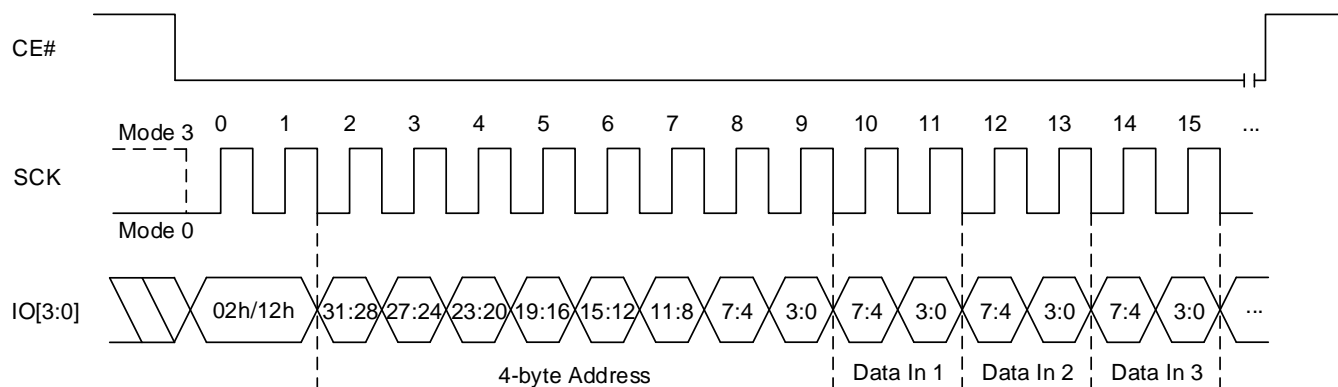 CE#
Mode 3
0 1 2 3 4 5 6 7 8 9 10 11 12 13 14 15 ...
SCK
Mode 0
IO[3:0] 02h/12h 31:28 27:24 23:20 19:16 15:12 11:8 7:4 3:0 7:4 3:0 7:4 3:0 7:4 3:0 ...
4-byte Address Data In 1 Data In 2 Data In 3